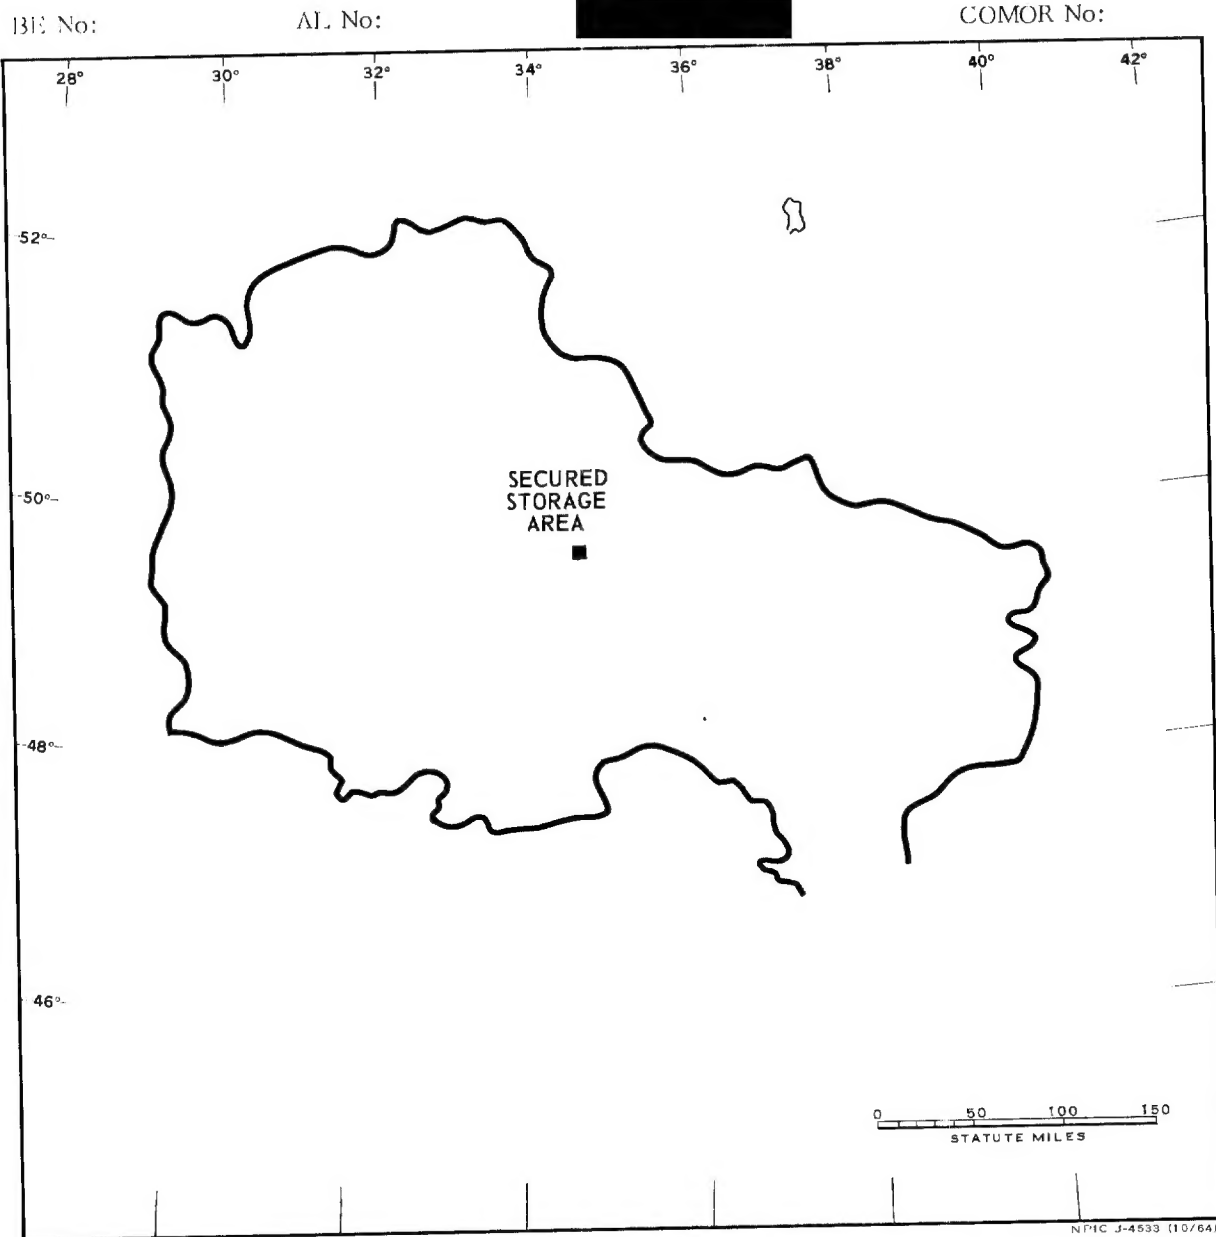 BE No: AL No: COMOR No:
28° 30° 32° 34° 36° 38° 40° 42°
52°
50°
SECURED
STORAGE
AREA
48°
46°
0 50 100 150
STATUTE MILES
NPIC J-4533 (10/64)